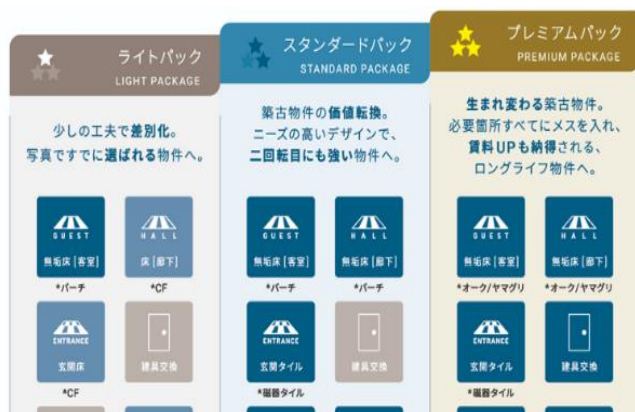 ライトパック
LIGHT PACKAGE
少しの工夫で差別化。
写真ですでに選ばれる物件へ。
GUEST
無垢床［客室］
*バーチ
HALL
床［廊下］
*CF
ENTRANCE
玄関床
*CF
建具交換
スタンダードパック
STANDARD PACKAGE
築古物件の価値転換。
ニーズの高いデザインで、
二回転目にも強い物件へ。
GUEST
無垢床［客室］
*バーチ
HALL
無垢床［廊下］
*バーチ
ENTRANCE
玄関タイル
*磁器タイル
建具交換
プレミアムパック
PREMIUM PACKAGE
生まれ変わる築古物件。
必要箇所すべてにメスを入れ、
賃料UPも納得される、
ロングライフ物件へ。
GUEST
無垢床［客室］
*オーク/ヤマグリ
HALL
無垢床［廊下］
*オーク/ヤマグリ
ENTRANCE
玄関タイル
*磁器タイル
建具交換